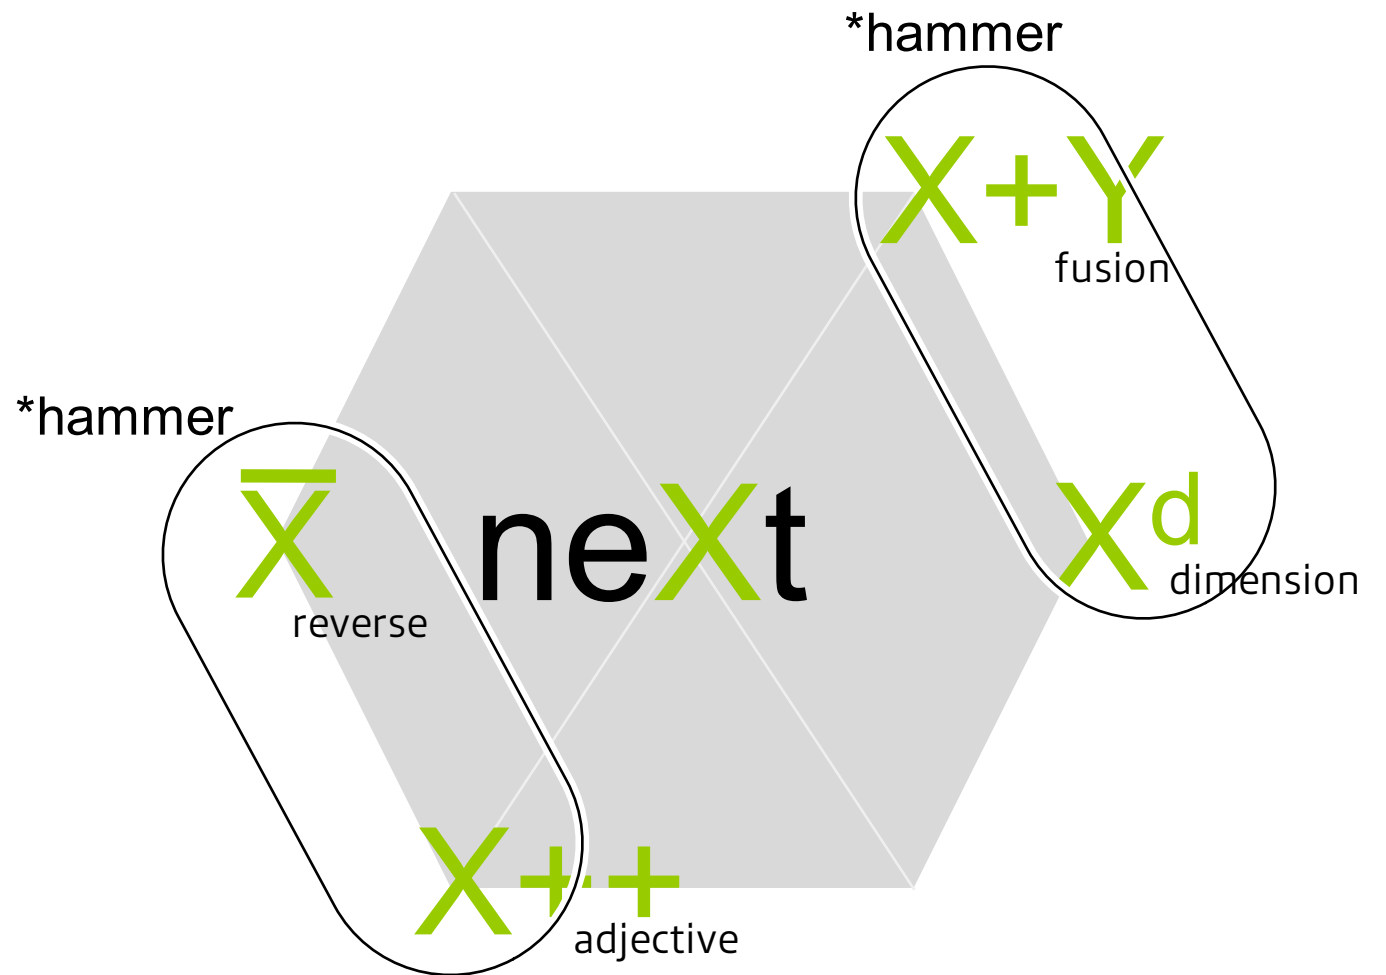 *hammer
X+Y
fusion
*hammer
X̅
reverse
neXt
Xᵈ
dimension
X++
adjective